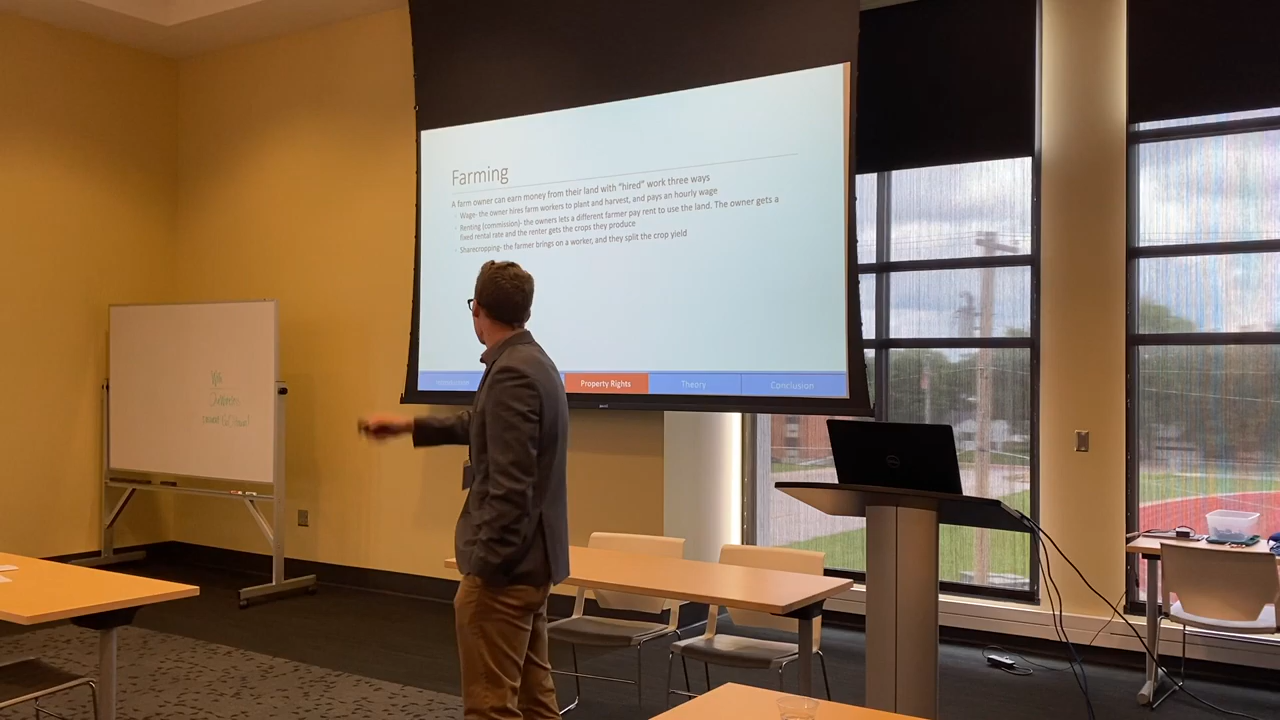 Farming
A farm owner can earn money from their land with “hired” work three ways
Wage- the owner hires farm workers to plant and harvest, and pays an hourly wage
Renting (commission)- the owners lets a different farmer pay rent to use the land. The owner gets a
fixed rental rate and the renter gets the crops they produce
Sharecropping- the farmer brings on a worker, and they split the crop yield
Property Rights
Theory
Conclusion
DELL